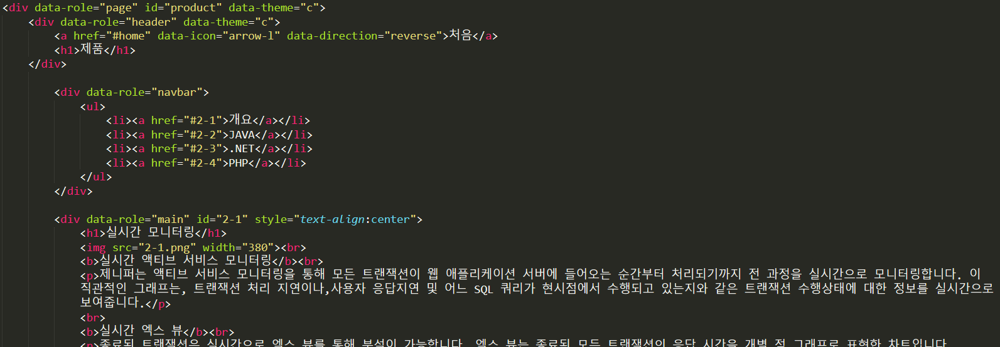 <div data-role="page" id="product" data-theme="c">
<div data-role="header" data-theme="c">
<a href="#home" data-icon="arrow-l" data-direction="reverse">처음</a>
<h1>제품</h1>
</div>
<div data-role="navbar">
<ul>
<li><a href="#2-1">개요</a></li>
<li><a href="#2-2">JAVA</a></li>
<li><a href="#2-3">.NET</a></li>
<li><a href="#2-4">PHP</a></li>
</ul>
</div>
<div data-role="main" id="2-1" style="text-align:center">
<h1>실시간 모니터링</h1>
<img src="2-1.png" width="380"><br>
<b>실시간 액티브 서비스 모니터링</b><br>
<p>제니퍼는 액티브 서비스 모니터링을 통해 모든 트랜잭션이 웹 애플리케이션 서버에 들어오는 순간부터 처리되기까지 전 과정을 실시간으로 모니터링합니다. 이
직관적인 그래프는, 트랜잭션 처리 지연이나,사용자 응답지연 및 어느 SQL 쿼리가 현시점에서 수행되고 있는지와 같은 트랜잭션 수행상태에 대한 정보를 실시간으로
보여줍니다.</p>
<br>
<b>실시간 엑스 뷰</b><br>
<p>종료된 트랜잭션은 실시간으로 엑스 뷰를 통해 분석이 가능합니다. 엑스 뷰는 종료된 모든 트랜잭션의 응답 시간을 개별 점 그래프로 표현한 차트입니다